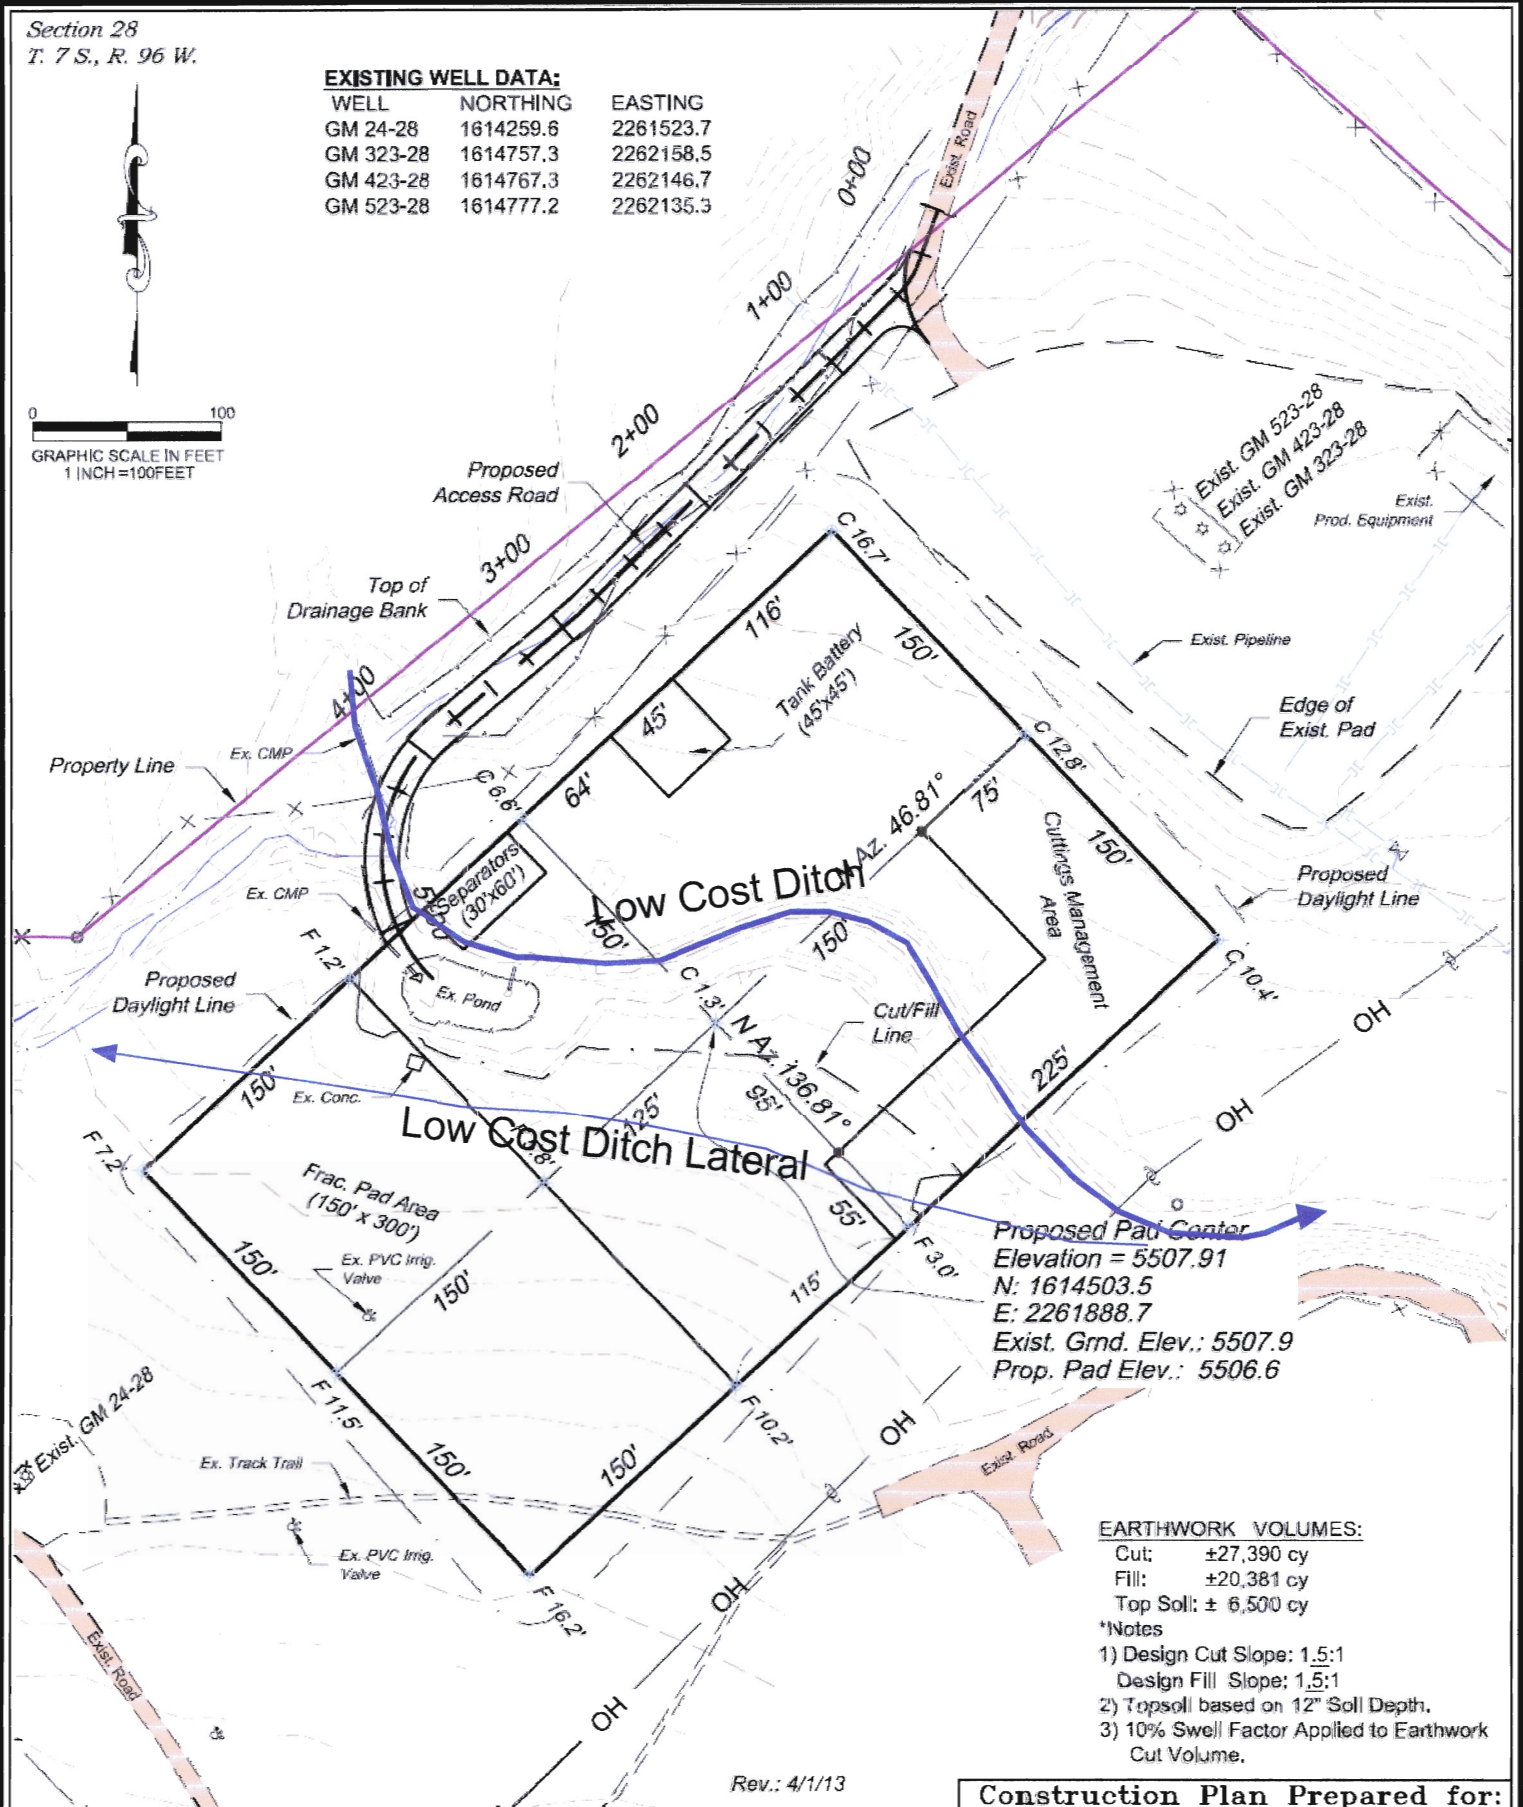 Section 28
T. 7 S., R. 96 W.
EXISTING WELL DATA:
WELL NORTHING EASTING
GM 24-28 1614259.6 2261523.7
GM 323-28 1614757.3 2262158.5
GM 423-28 1614767.3 2262146.7
GM 523-28 1614777.2 2262135.3
0 100
GRAPHIC SCALE IN FEET
1 INCH =100FEET
Exist. Road
0+00
1+00
2+00
3+00
4+00
Proposed
Access Road
Top of
Drainage Bank
Exist. GM 523-28
Exist. GM 423-28
Exist. GM 323-28
Exist.
Prod. Equipment
Exist. Pipeline
Edge of
Exist. Pad
Property Line
Ex. CMP
Ex. CMP
C 16.7'
116'
150'
Tank Battery
(45'x45')
45'
64'
C 6.6'
C 12.8'
75'
Az. 46.81°
150'
Cuttings Management
Area
Proposed
Daylight Line
Separators
(30'x60')
Low Cost Ditch
150'
150'
F 1.2'
Proposed
Daylight Line
Ex. Pond
C 1.3'
Cut/Fill
Line
C 10.4'
OH
N Az. 136.81°
95'
225'
150'
Ex. Conc.
125'
Low Cost Ditch Lateral
OH
F 7.2'
Frac. Pad Area
(150' x 300')
55'
F 3.0'
Ex. PVC Irrig.
Valve
150'
150'
115'
Proposed Pad Center
Elevation = 5507.91
N: 1614503.5
E: 2261888.7
Exist. Grnd. Elev.: 5507.9
Prop. Pad Elev.: 5506.6
F 11.5'
F 10.2'
Exist. GM 24-28
OH
Exist. Road
Ex. Track Trail
150'
150'
Ex. PVC Irrig.
Valve
F 16.2'
OH
Exist. Road
OH
EARTHWORK VOLUMES:
Cut: ±27,390 cy
Fill: ±20,381 cy
Top Soil: ± 6,500 cy
*Notes
1) Design Cut Slope: 1.5:1
Design Fill Slope: 1.5:1
2) Topsoil based on 12" Soil Depth.
3) 10% Swell Factor Applied to Earthwork
Cut Volume.
Rev.: 4/1/13
Construction Plan Prepared for: